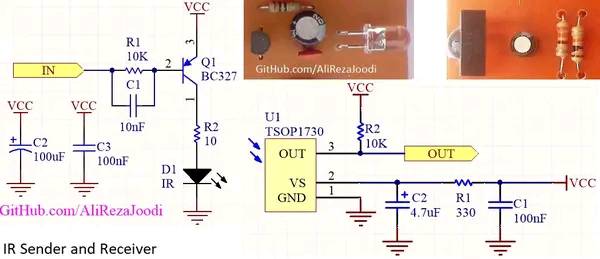 VCC
R1
10K
3
IN
2
Q1
BC327
C1
10nF
1
VCC
VCC
+
C2
100uF
C3
100nF
R2
10
D1
IR
GitHub.com/AliRezaJoodi
IR Sender and Receiver
GitHub.com/AliRezaJoodi
VCC
U1
TSOP1730
R2
10K
OUT
3
OUT
VS
2
GND
1
VCC
+
C2
4.7uF
R1
330
C1
100nF